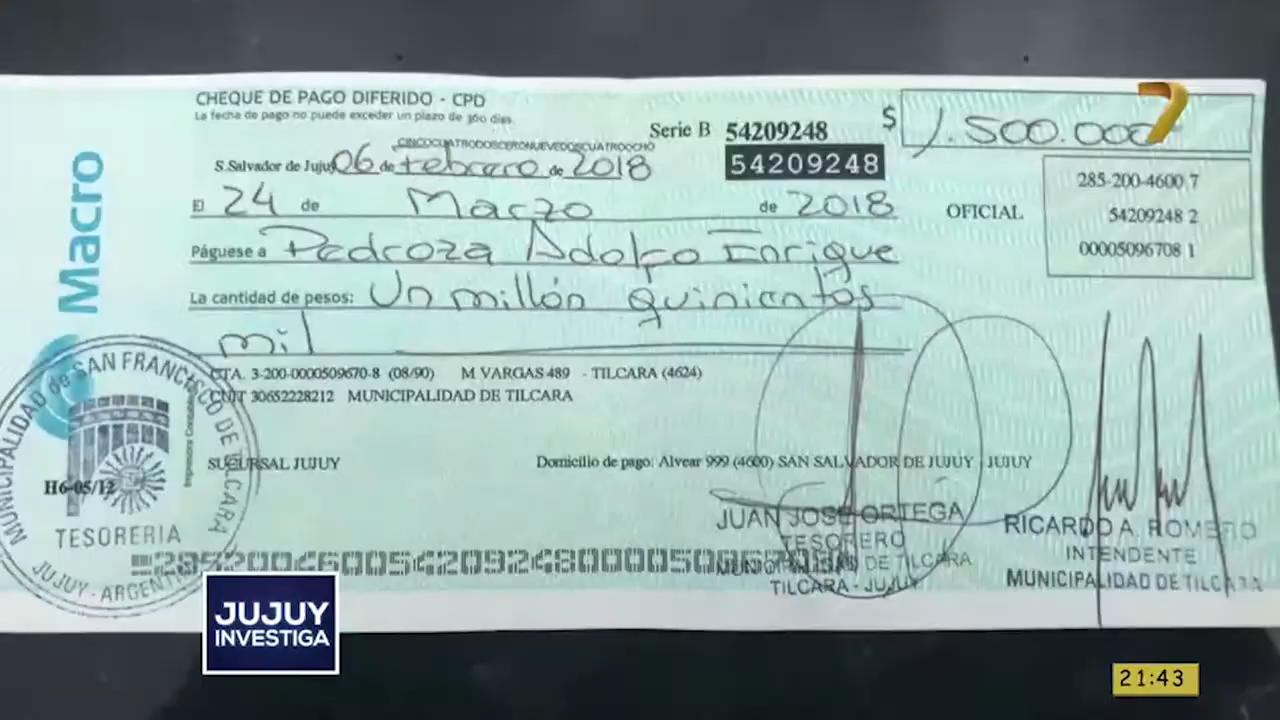 CHEQUE DE PAGO DIFERIDO - CPD
La fecha de pago no puede exceder un plazo de 360 días.
Serie B 54209248
$ 1.500.000
CINCOCUATRODOSCERONUEVEDOSCUATROOCHO
54209248
S. Salvador de Jujuy 06 de febrero de 2018
El 24 de Marzo de 2018
OFICIAL
285-200-4600 7
54209248 2
00005096708 1
Páguese a Pedroza Adolfo Enrique
La cantidad de pesos: Un millón quinientos
mil
Macro
CTA. 3-200-0000509670-8 (08/90) M VARGAS 489 - TILCARA (4624)
CUIT 30652228212 MUNICIPALIDAD DE TILCARA
SUCURSAL JUJUY
Domicilio de pago: Alvear 999 (4600) SAN SALVADOR DE JUJUY - JUJUY
H6-05/12
MUNICIPALIDAD de SAN FRANCISCO DE TILCARA
TESORERIA
JUJUY - ARGENTINA
JUAN JOSE ORTEGA
TESORERO
MUNICIPALIDAD DE TILCARA
TILCARA - JUJUY
RICARDO A. ROMERO
INTENDENTE
MUNICIPALIDAD DE TILCARA
7
JUJUY
INVESTIGA
21:43